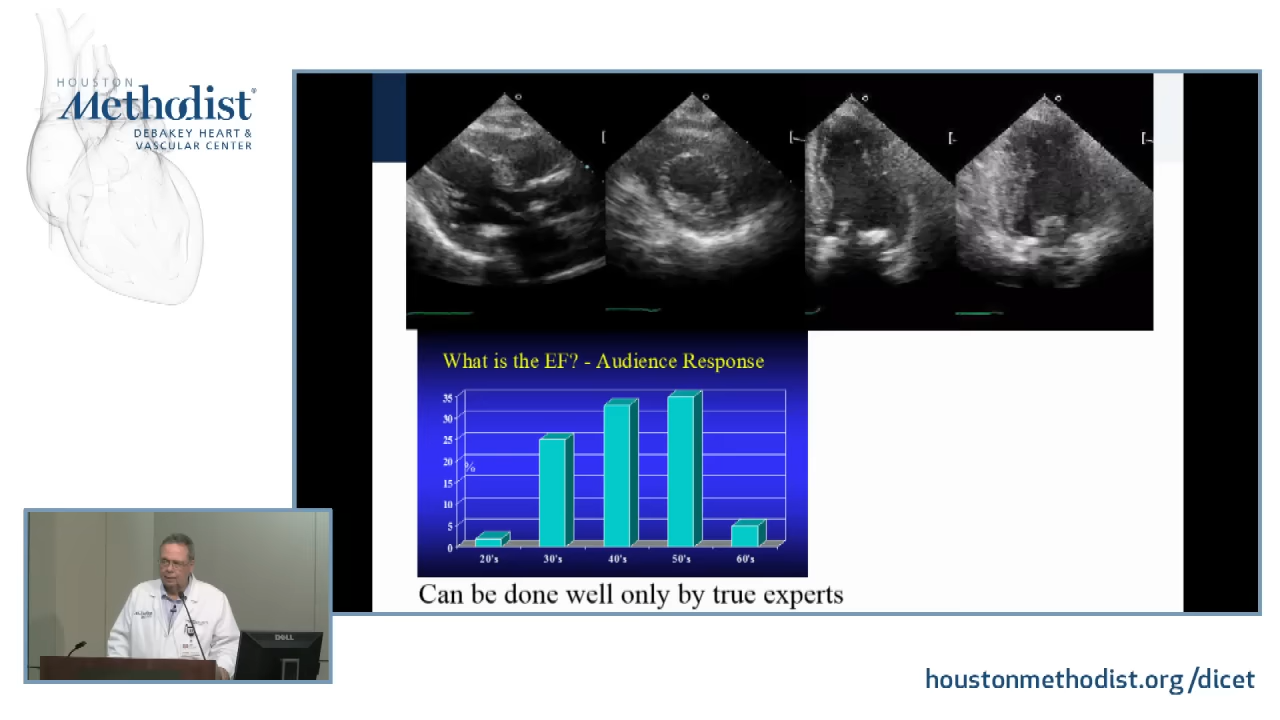 HOUSTON
Methodist®
DEBAKEY HEART &
VASCULAR CENTER
What is the EF? - Audience Response
35
30
25
20
15
10
5
0
%
20's
30's
40's
50's
60's
Can be done well only by true experts
DELL
houstonmethodist.org/dicet